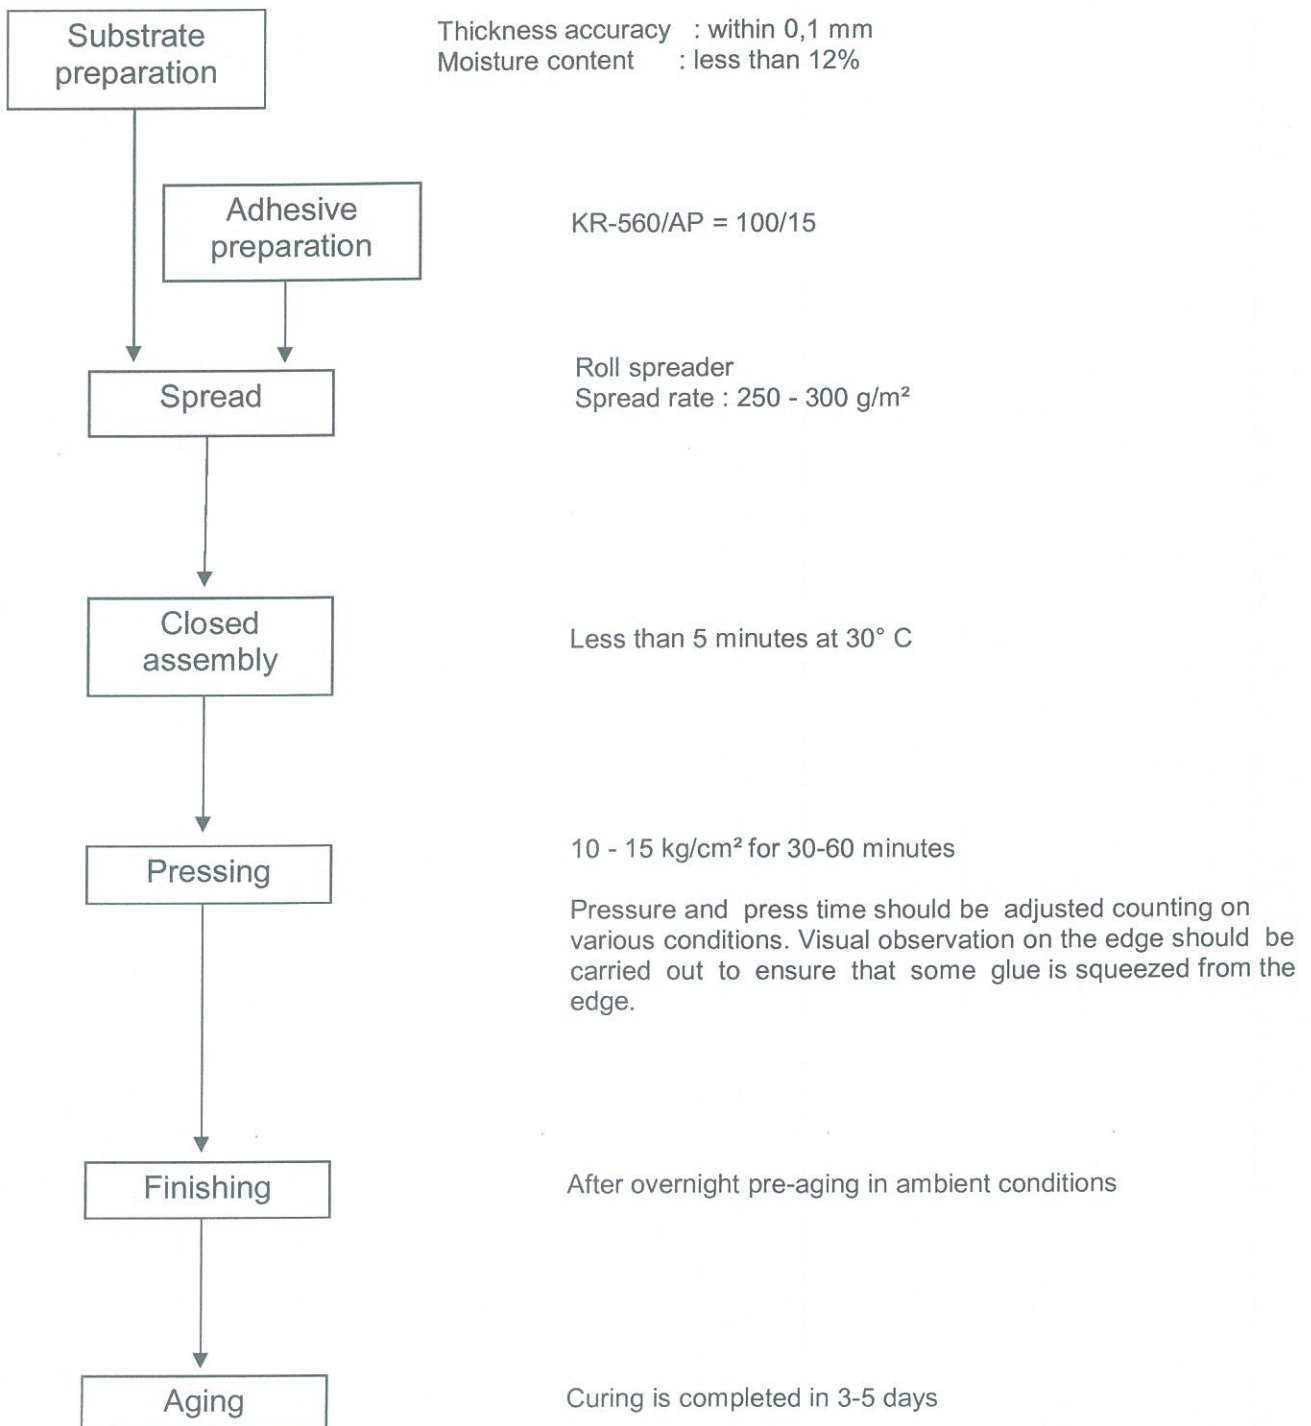 Substrate
preparation
Thickness accuracy : within 0,1 mm
Moisture content : less than 12%
Adhesive
preparation
KR-560/AP = 100/15
Spread
Roll spreader
Spread rate : 250 - 300 g/m²
Closed
assembly
Less than 5 minutes at 30° C
Pressing
10 - 15 kg/cm² for 30-60 minutes
Pressure and press time should be adjusted counting on
various conditions. Visual observation on the edge should be
carried out to ensure that some glue is squeezed from the
edge.
Finishing
After overnight pre-aging in ambient conditions
Aging
Curing is completed in 3-5 days